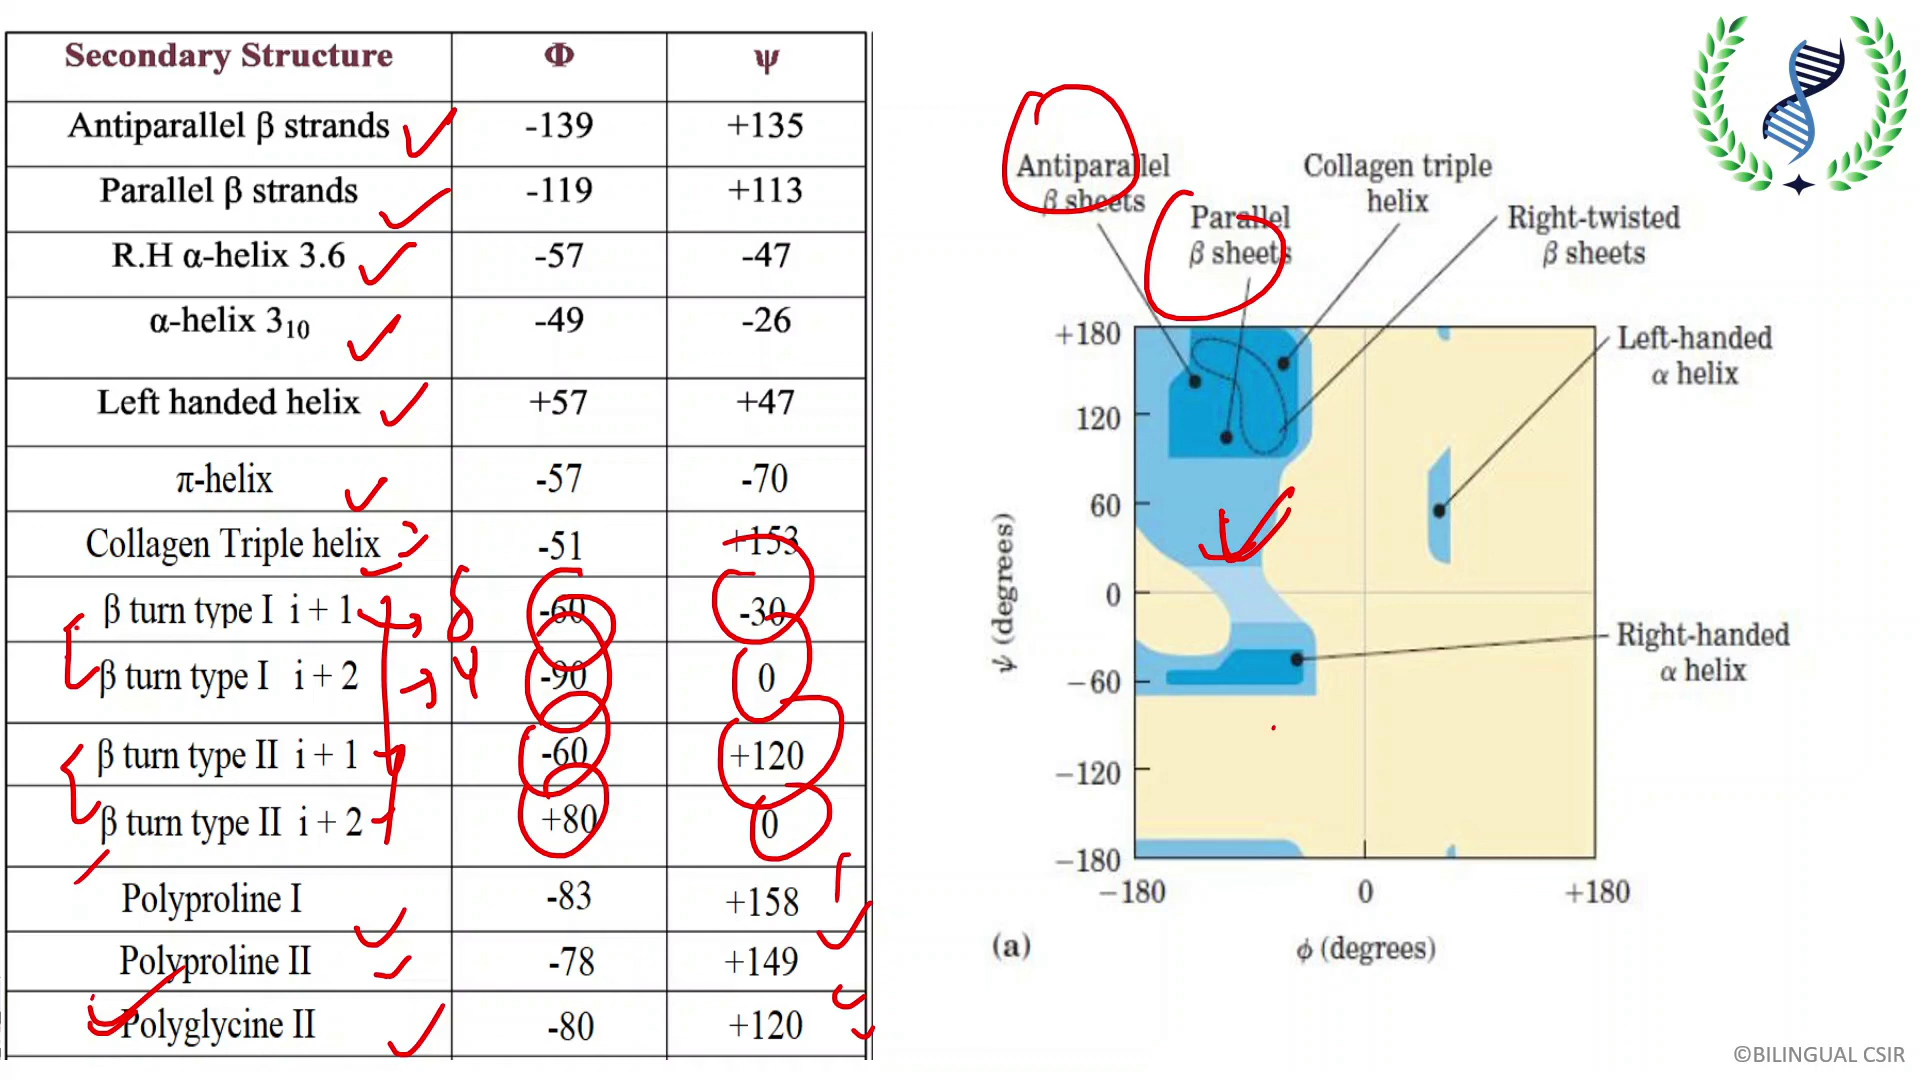 Secondary Structure Φ ψ
Antiparallel β strands -139 +135
Parallel β strands -119 +113
R.H α-helix 3.6 -57 -47
α-helix 3₁₀ -49 -26
Left handed helix +57 +47
π-helix -57 -70
Collagen Triple helix -51 +153
β turn type I i + 1 -60 -30
β turn type I i + 2 -90 0
β turn type II i + 1 -60 +120
β turn type II i + 2 +80 0
Polyproline I -83 +158
Polyproline II -78 +149
Polyglycine II -80 +120
Antiparallel
β sheets
Parallel
β sheets
Collagen triple
helix
Right-twisted
β sheets
Left-handed
α helix
Right-handed
α helix
+180
120
60
0
−60
−120
−180
ψ (degrees)
−180 0 +180
(a) ϕ (degrees)
©BILINGUAL CSIR